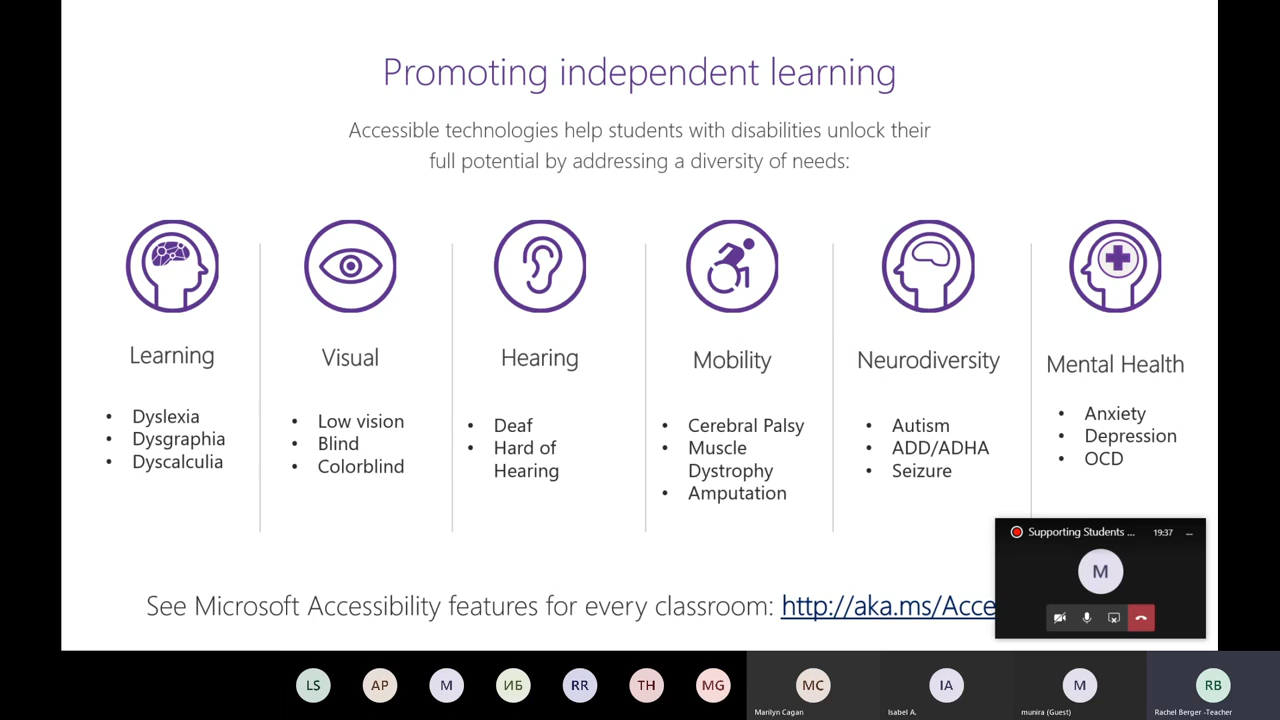 Promoting independent learning
Accessible technologies help students with disabilities unlock their
full potential by addressing a diversity of needs:
Learning
• Dyslexia
• Dysgraphia
• Dyscalculia
Visual
• Low vision
• Blind
• Colorblind
Hearing
• Deaf
• Hard of
Hearing
Mobility
• Cerebral Palsy
• Muscle
Dystrophy
• Amputation
Neurodiversity
• Autism
• ADD/ADHA
• Seizure
Mental Health
• Anxiety
• Depression
• OCD
See Microsoft Accessibility features for every classroom: http://aka.ms/Acce
Supporting Students ... 19:37 ...
M
LS AP M ИБ RR TH MG MC IA M RB
Marilyn Cagan Isabel A. munira (Guest) Rachel Berger -Teacher